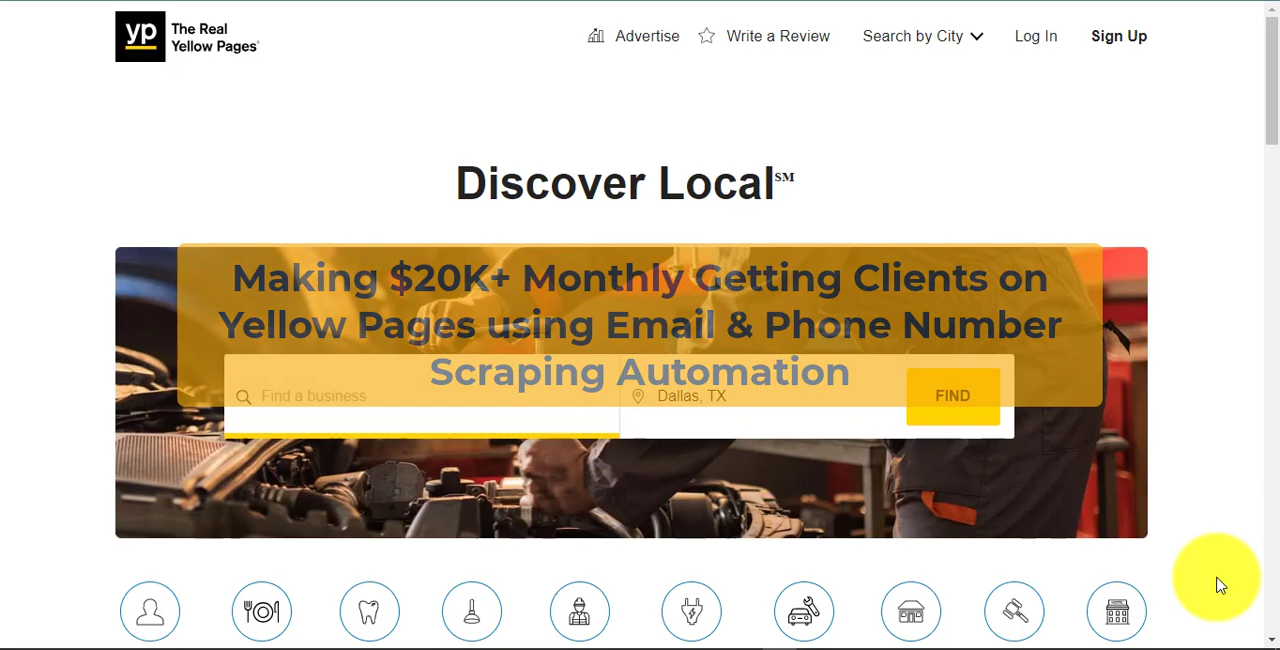 yp
The Real
Yellow Pages
Advertise
Write a Review
Search by City
Log In
Sign Up
Discover Local℠
Making $20K+ Monthly Getting Clients on
Yellow Pages using Email & Phone Number
Scraping Automation
Find a business
Dallas, TX
FIND